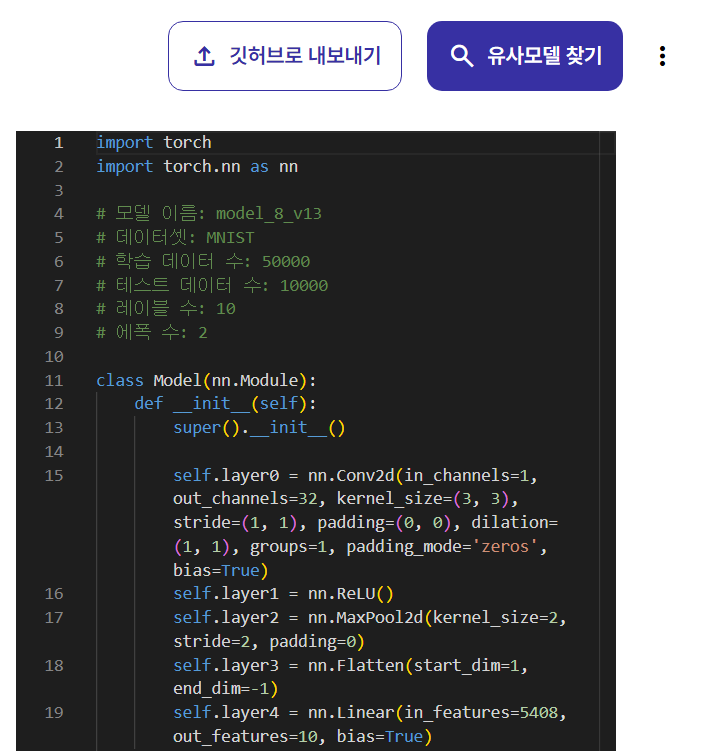 깃허브로 내보내기
유사모델 찾기
1 import torch
2 import torch.nn as nn
3
4 # 모델 이름: model_8_v13
5 # 데이터셋: MNIST
6 # 학습 데이터 수: 50000
7 # 테스트 데이터 수: 10000
8 # 레이블 수: 10
9 # 에폭 수: 2
10
11 class Model(nn.Module):
12     def __init__(self):
13         super().__init__()
14
15         self.layer0 = nn.Conv2d(in_channels=1,
out_channels=32, kernel_size=(3, 3),
stride=(1, 1), padding=(0, 0), dilation=
(1, 1), groups=1, padding_mode='zeros',
bias=True)
16         self.layer1 = nn.ReLU()
17         self.layer2 = nn.MaxPool2d(kernel_size=2,
stride=2, padding=0)
18         self.layer3 = nn.Flatten(start_dim=1,
end_dim=-1)
19         self.layer4 = nn.Linear(in_features=5408,
out_features=10, bias=True)